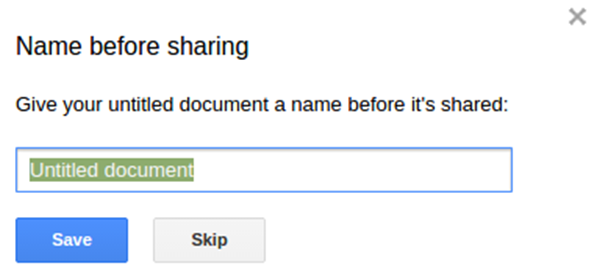 Name before sharing
Give your untitled document a name before it's shared:
Untitled document
Save Skip